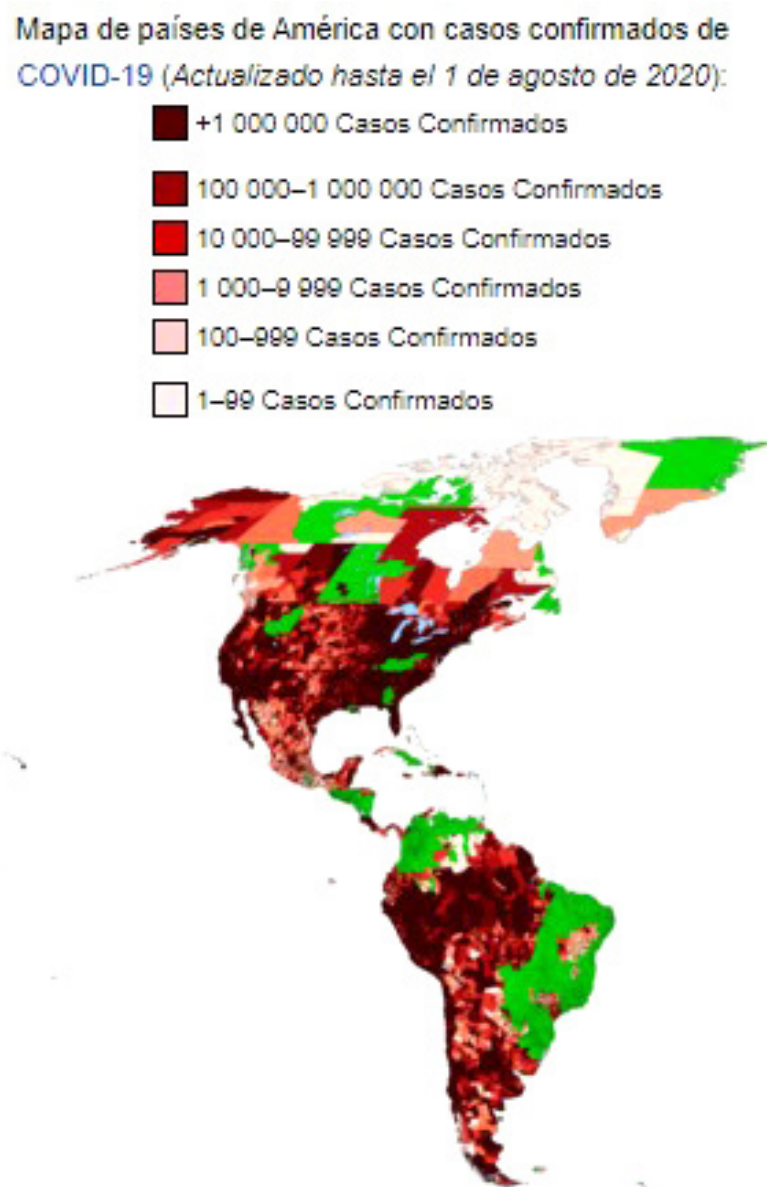 Mapa de países de América con casos confirmados de
COVID-19 (Actualizado hasta el 1 de agosto de 2020):
+1 000 000 Casos Confirmados
100 000–1 000 000 Casos Confirmados
10 000–99 999 Casos Confirmados
1 000–9 999 Casos Confirmados
100–999 Casos Confirmados
1–99 Casos Confirmados